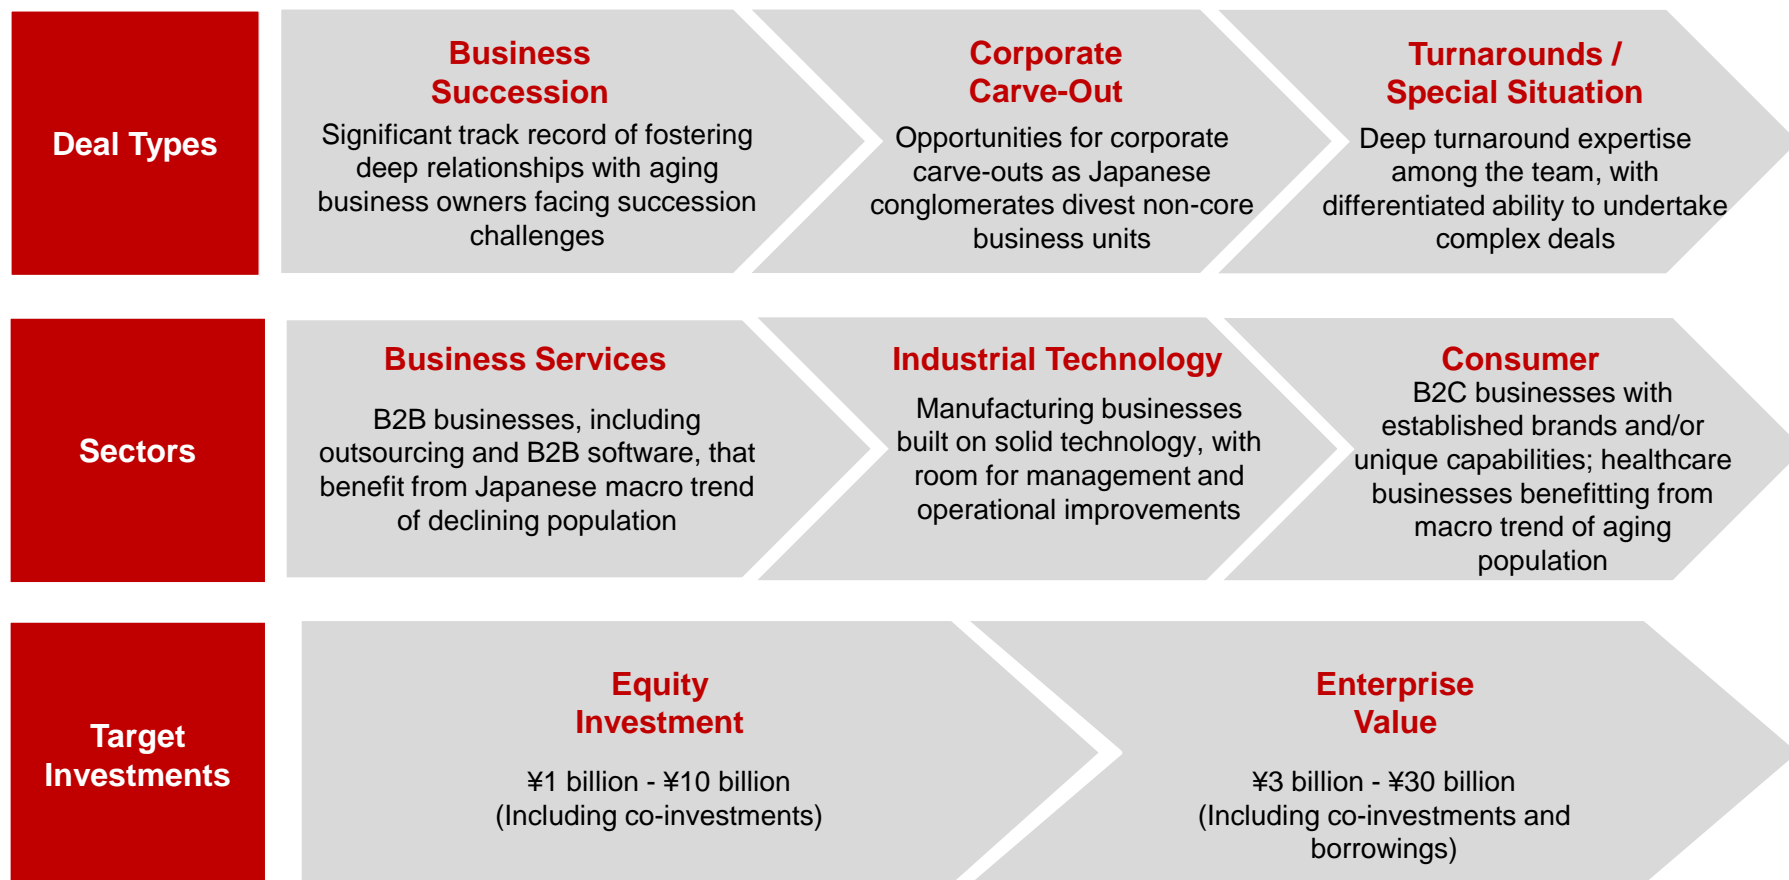 Deal Types
Business
Succession
Significant track record of fostering
deep relationships with aging
business owners facing succession
challenges
Corporate
Carve-Out
Opportunities for corporate
carve-outs as Japanese
conglomerates divest non-core
business units
Turnarounds /
Special Situation
Deep turnaround expertise
among the team, with
differentiated ability to undertake
complex deals
Sectors
Business Services
B2B businesses, including
outsourcing and B2B software, that
benefit from Japanese macro trend
of declining population
Industrial Technology
Manufacturing businesses
built on solid technology, with
room for management and
operational improvements
Consumer
B2C businesses with
established brands and/or
unique capabilities; healthcare
businesses benefitting from
macro trend of aging
population
Target
Investments
Equity
Investment
¥1 billion - ¥10 billion
(Including co-investments)
Enterprise
Value
¥3 billion - ¥30 billion
(Including co-investments and
borrowings)